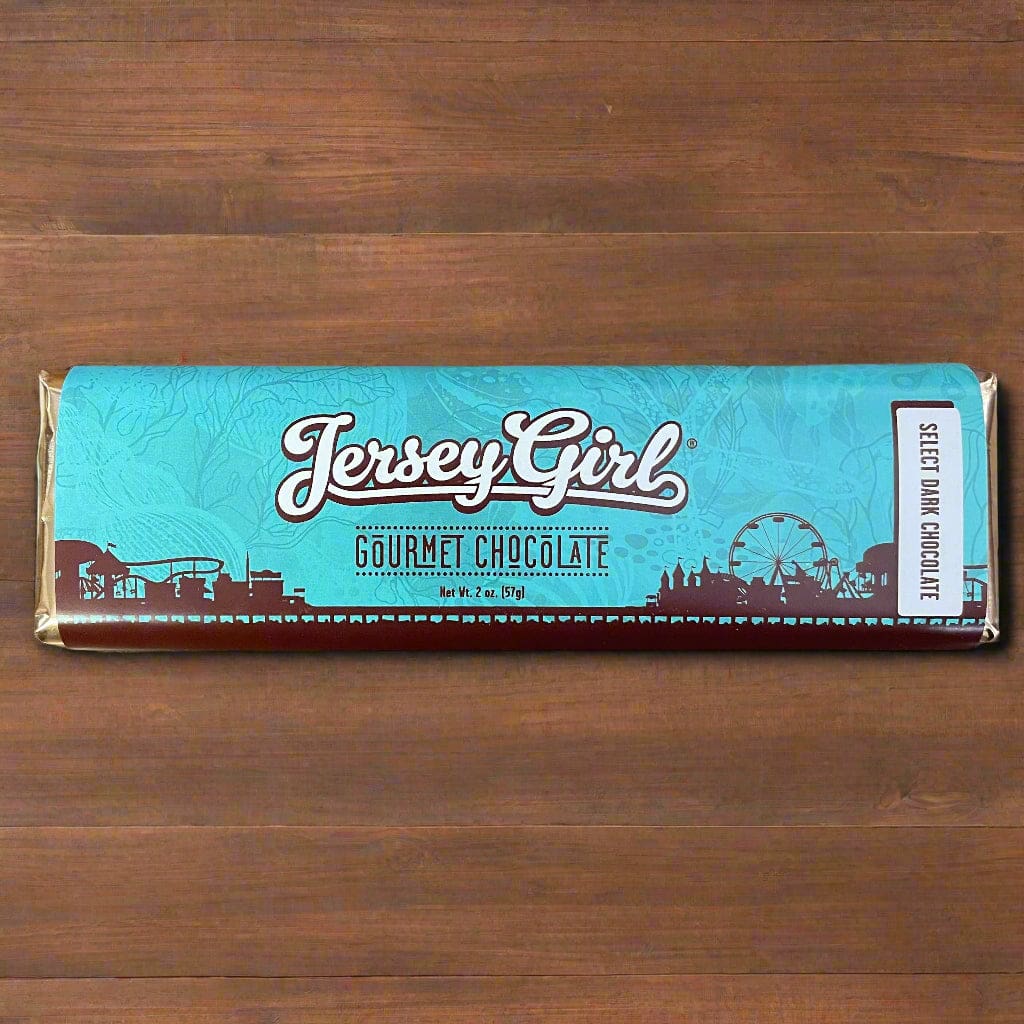 Jersey Girl®
GOURMET CHOCOLATE
Net Wt. 2 oz. (57g)
SELECT DARK CHOCOLATE